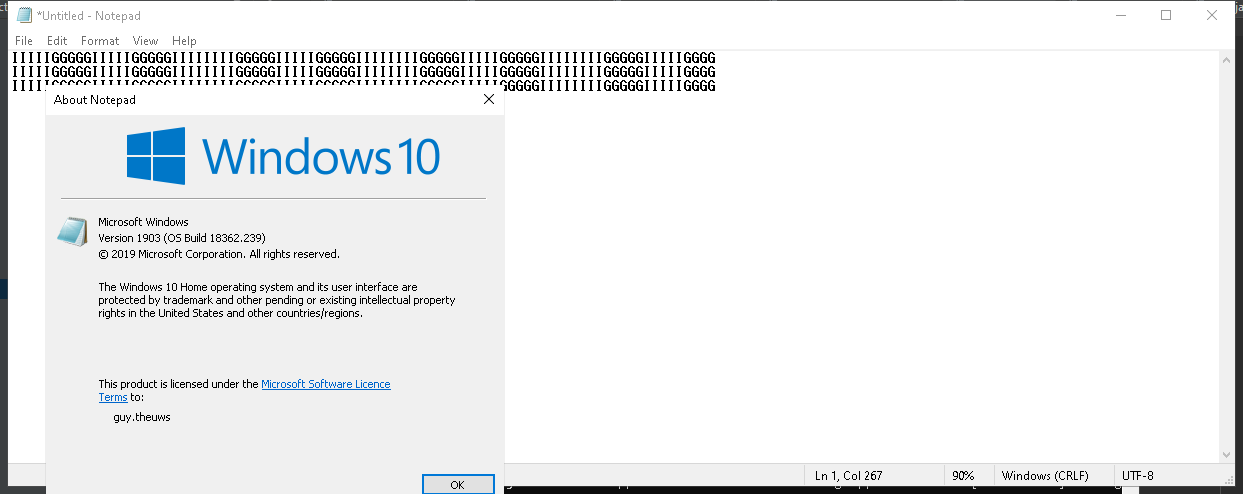 *Untitled - Notepad
File Edit Format View Help
IIIIIGGGGGIIIIIGGGGGIIIIIIIIGGGGGIIIIIGGGGGIIIIIIIIGGGGGIIIIIGGGGGIIIIIIIIGGGGGIIIIIGGGG
IIIIIGGGGGIIIIIGGGGGIIIIIIIIGGGGGIIIIIGGGGGIIIIIIIIGGGGGIIIIIGGGGGIIIIIIIIGGGGGIIIIIGGGG
IIIIIGGGGGIIIIIGGGGGIIIIIIIIGGGGGIIIIIGGGGGIIIIIIIIGGGGGIIIIIGGGGGIIIIIIIIGGGGGIIIIIGGGG
About Notepad
Windows 10
Microsoft Windows
Version 1903 (OS Build 18362.239)
© 2019 Microsoft Corporation. All rights reserved.
The Windows 10 Home operating system and its user interface are
protected by trademark and other pending or existing intellectual property
rights in the United States and other countries/regions.
This product is licensed under the Microsoft Software Licence
Terms to:
guy.theuws
OK
Ln 1, Col 267 90% Windows (CRLF) UTF-8